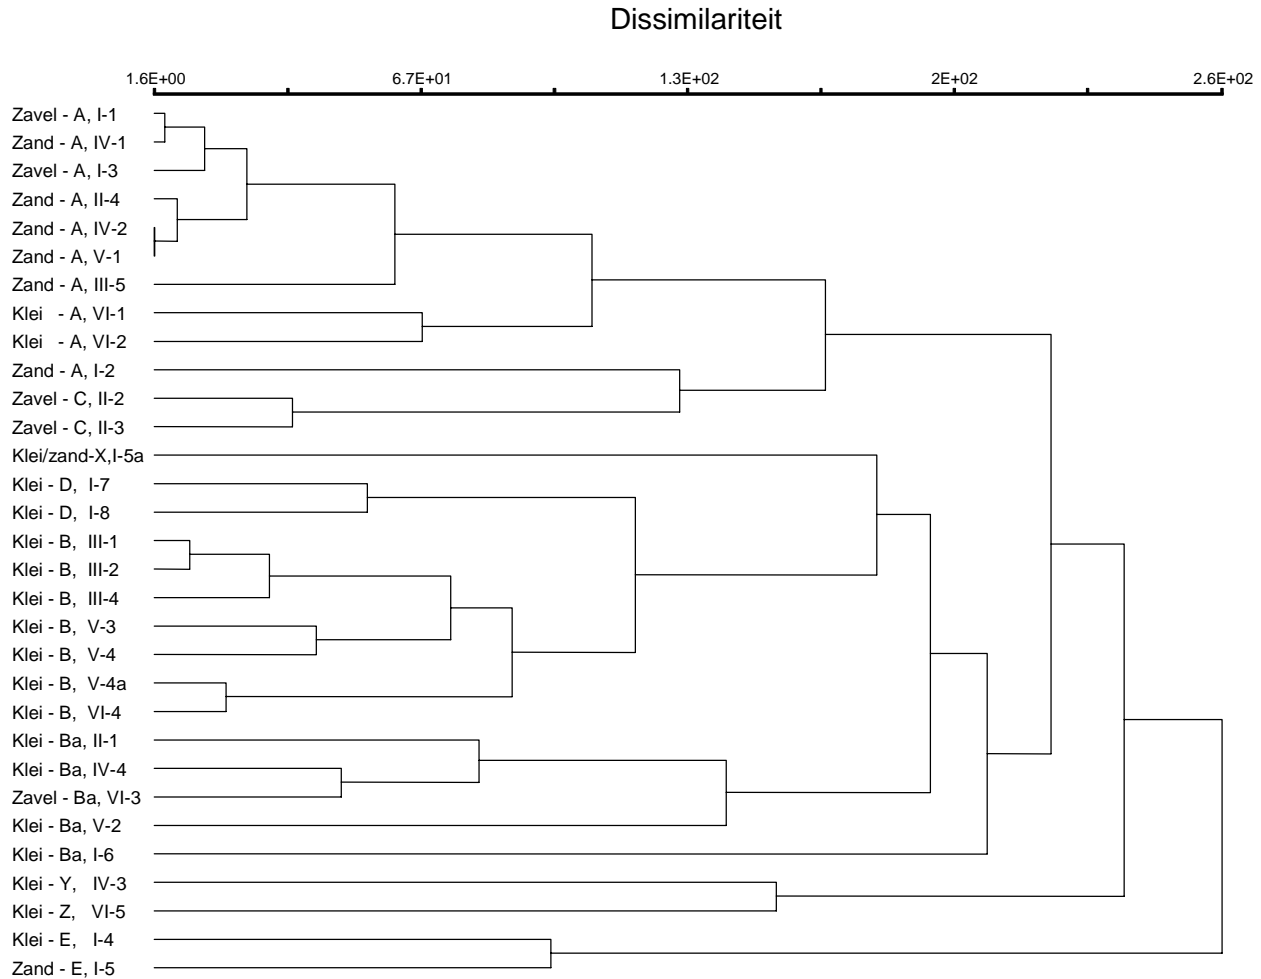 Dissimilariteit
1.6E+00 6.7E+01 1.3E+02 2E+02 2.6E+02
Zavel - A, I-1
Zand - A, IV-1
Zavel - A, I-3
Zand - A, II-4
Zand - A, IV-2
Zand - A, V-1
Zand - A, III-5
Klei - A, VI-1
Klei - A, VI-2
Zand - A, I-2
Zavel - C, II-2
Zavel - C, II-3
Klei/zand-X,I-5a
Klei - D, I-7
Klei - D, I-8
Klei - B, III-1
Klei - B, III-2
Klei - B, III-4
Klei - B, V-3
Klei - B, V-4
Klei - B, V-4a
Klei - B, VI-4
Klei - Ba, II-1
Klei - Ba, IV-4
Zavel - Ba, VI-3
Klei - Ba, V-2
Klei - Ba, I-6
Klei - Y, IV-3
Klei - Z, VI-5
Klei - E, I-4
Zand - E, I-5